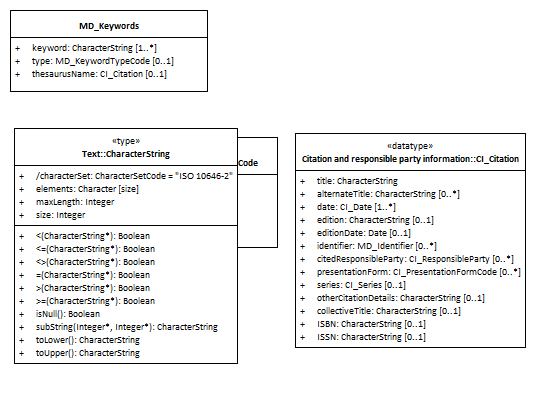 MD_Keywords
+ keyword: CharacterString [1..*]
+ type: MD_KeywordTypeCode [0..1]
+ thesaurusName: CI_Citation [0..1]
«type»
Text::CharacterString
+ /characterSet: CharacterSetCode = "ISO 10646-2"
+ elements: Character [size]
+ maxLength: Integer
+ size: Integer
+ <(CharacterString*): Boolean
+ <=(CharacterString*): Boolean
+ <>(CharacterString*): Boolean
+ =(CharacterString*): Boolean
+ >(CharacterString*): Boolean
+ >=(CharacterString*): Boolean
+ isNull(): Boolean
+ subString(Integer*, Integer*): CharacterString
+ toLower(): CharacterString
+ toUpper(): CharacterString
Code
«datatype»
Citation and responsible party information::CI_Citation
+ title: CharacterString
+ alternateTitle: CharacterString [0..*]
+ date: CI_Date [1..*]
+ edition: CharacterString [0..1]
+ editionDate: Date [0..1]
+ identifier: MD_Identifier [0..*]
+ citedResponsibleParty: CI_ResponsibleParty [0..*]
+ presentationForm: CI_PresentationFormCode [0..*]
+ series: CI_Series [0..1]
+ otherCitationDetails: CharacterString [0..1]
+ collectiveTitle: CharacterString [0..1]
+ ISBN: CharacterString [0..1]
+ ISSN: CharacterString [0..1]